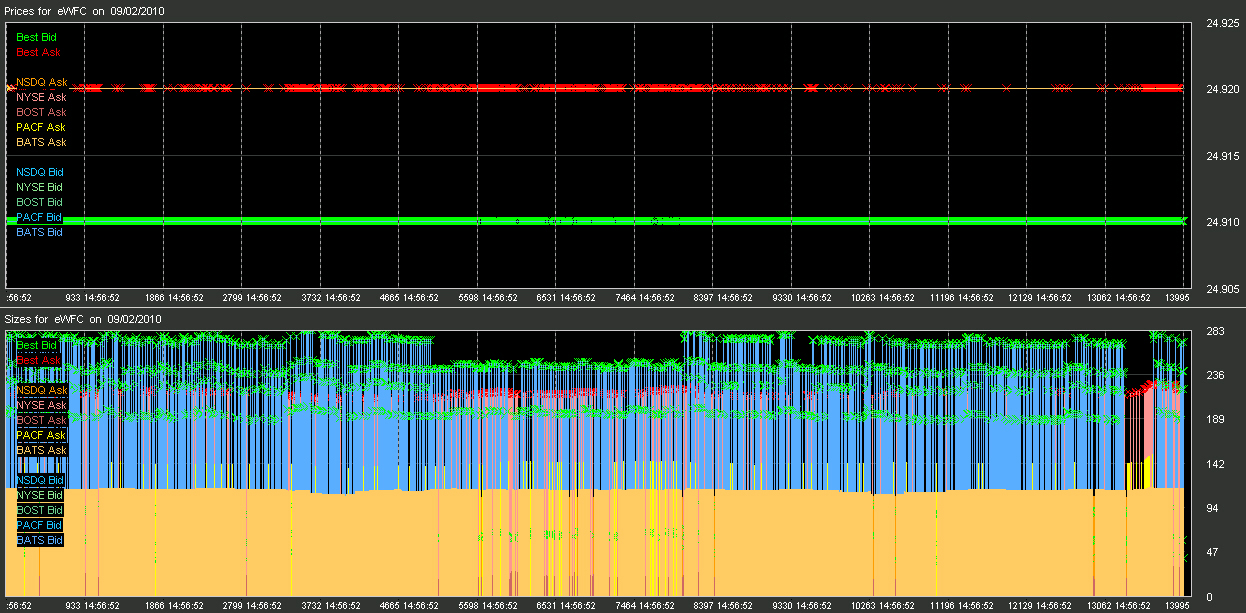 Prices for eWFC on 09/02/2010
24.925
Best Bid
Best Ask
NSDQ Ask
24.920
NYSE Ask
BOST Ask
PACF Ask
BATS Ask
24.915
NSDQ Bid
NYSE Bid
BOST Bid
PACF Bid
24.910
BATS Bid
24.905
:56:52 933 14:56:52 1866 14:56:52 2799 14:56:52 3732 14:56:52 4665 14:56:52 5598 14:56:52 6531 14:56:52 7464 14:56:52 8397 14:56:52 9330 14:56:52 10263 14:56:52 11196 14:56:52 12129 14:56:52 13062 14:56:52 13995
Sizes for eWFC on 09/02/2010
283
Best Bid
Best Ask
236
NSDQ Ask
NYSE Ask
189
BOST Ask
PACF Ask
BATS Ask
142
NSDQ Bid
NYSE Bid
94
BOST Bid
PACF Bid
BATS Bid
47
0
:56:52 933 14:56:52 1866 14:56:52 2799 14:56:52 3732 14:56:52 4665 14:56:52 5598 14:56:52 6531 14:56:52 7464 14:56:52 8397 14:56:52 9330 14:56:52 10263 14:56:52 11196 14:56:52 12129 14:56:52 13062 14:56:52 13995